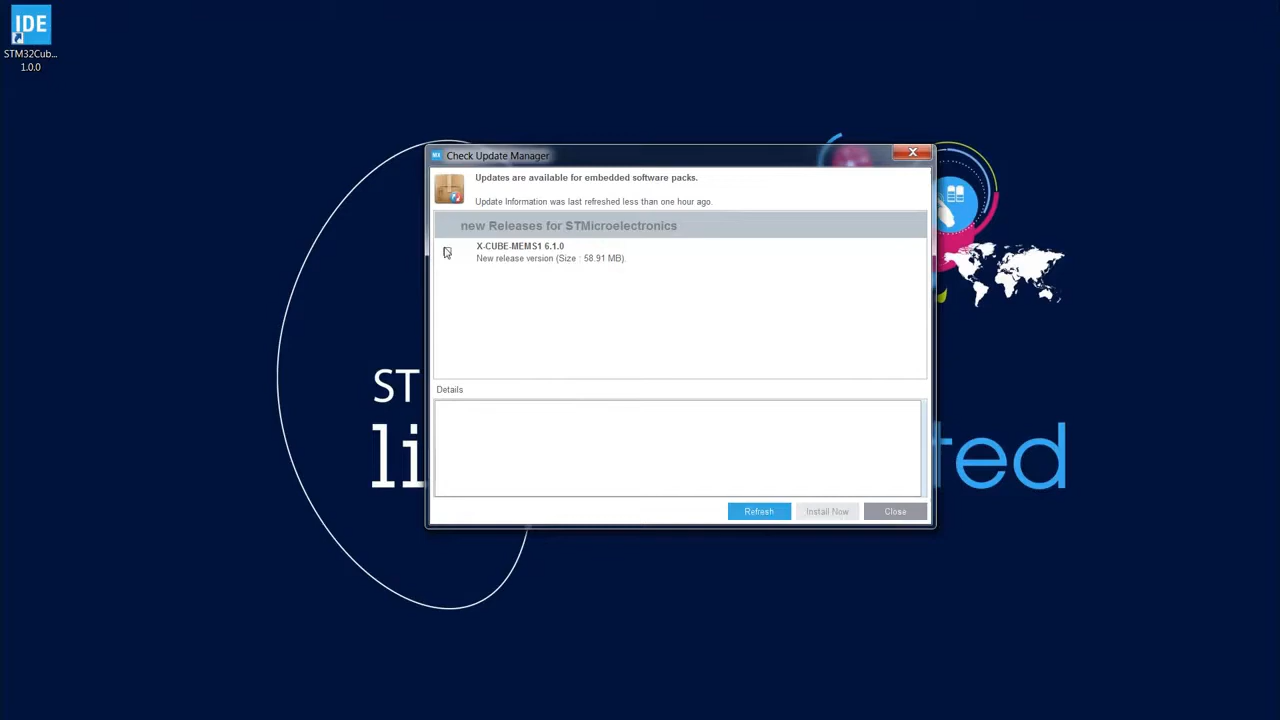 IDE
STM32Cub...
1.0.0
MX
Check Update Manager
Updates are available for embedded software packs.
Update Information was last refreshed less than one hour ago.
new Releases for STMicroelectronics
X-CUBE-MEMS1 6.1.0
New release version (Size : 58.91 MB).
ST
Details
li
ted
Refresh
Install Now
Close